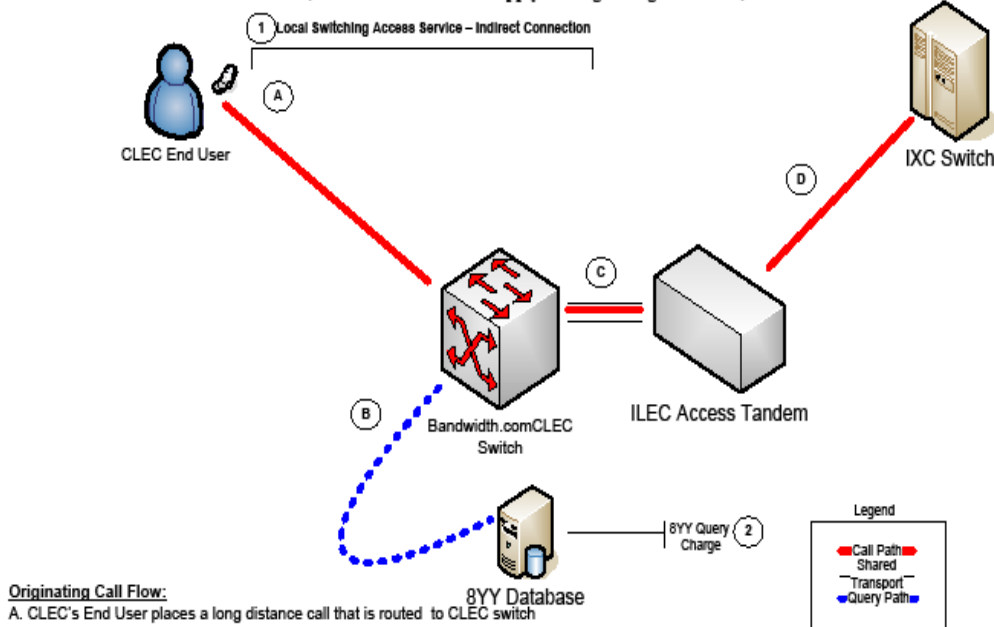 1 Local Switching Access Service – Indirect Connection
A
CLEC End User
IXC Switch
D
C
B
Bandwidth.comCLEC
Switch
ILEC Access Tandem
8YY Query
Charge
2
8YY Database
Legend
Call Path
Shared
Transport
Query Path
Originating Call Flow:
A. CLEC's End User places a long distance call that is routed to CLEC switch